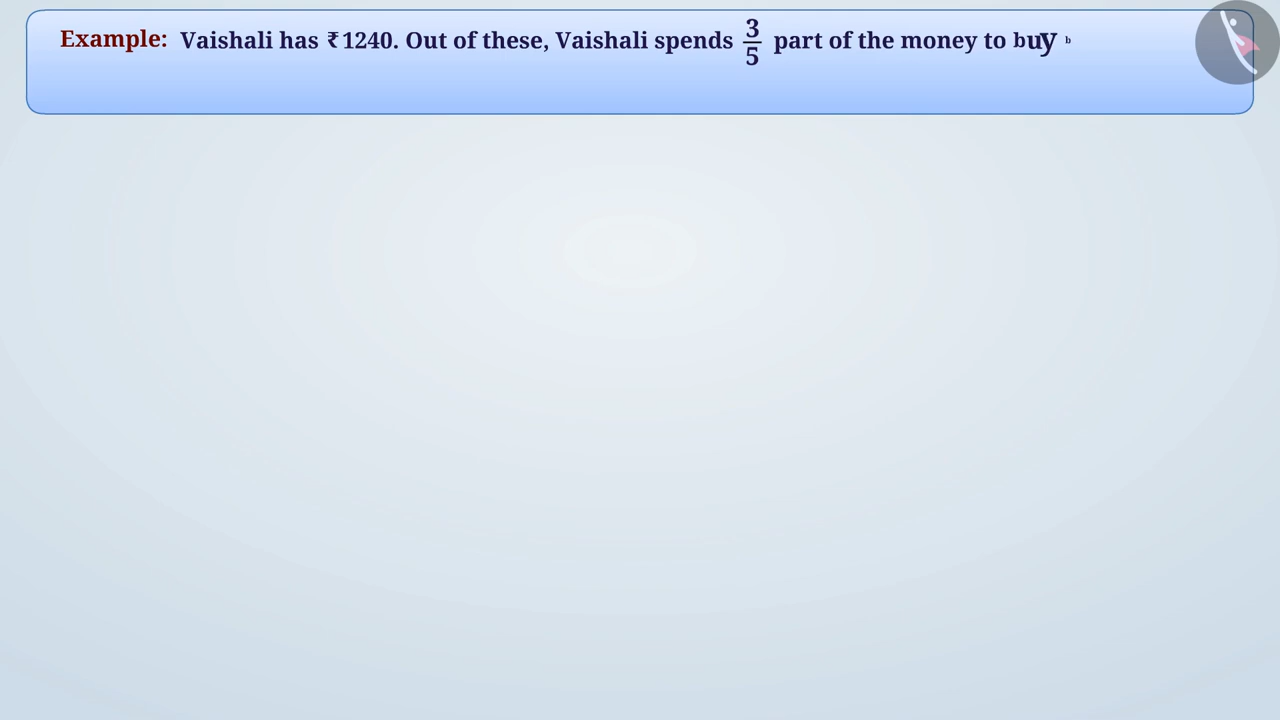 Example: Vaishali has ₹1240. Out of these, Vaishali spends 3/5 part of the money to buy b